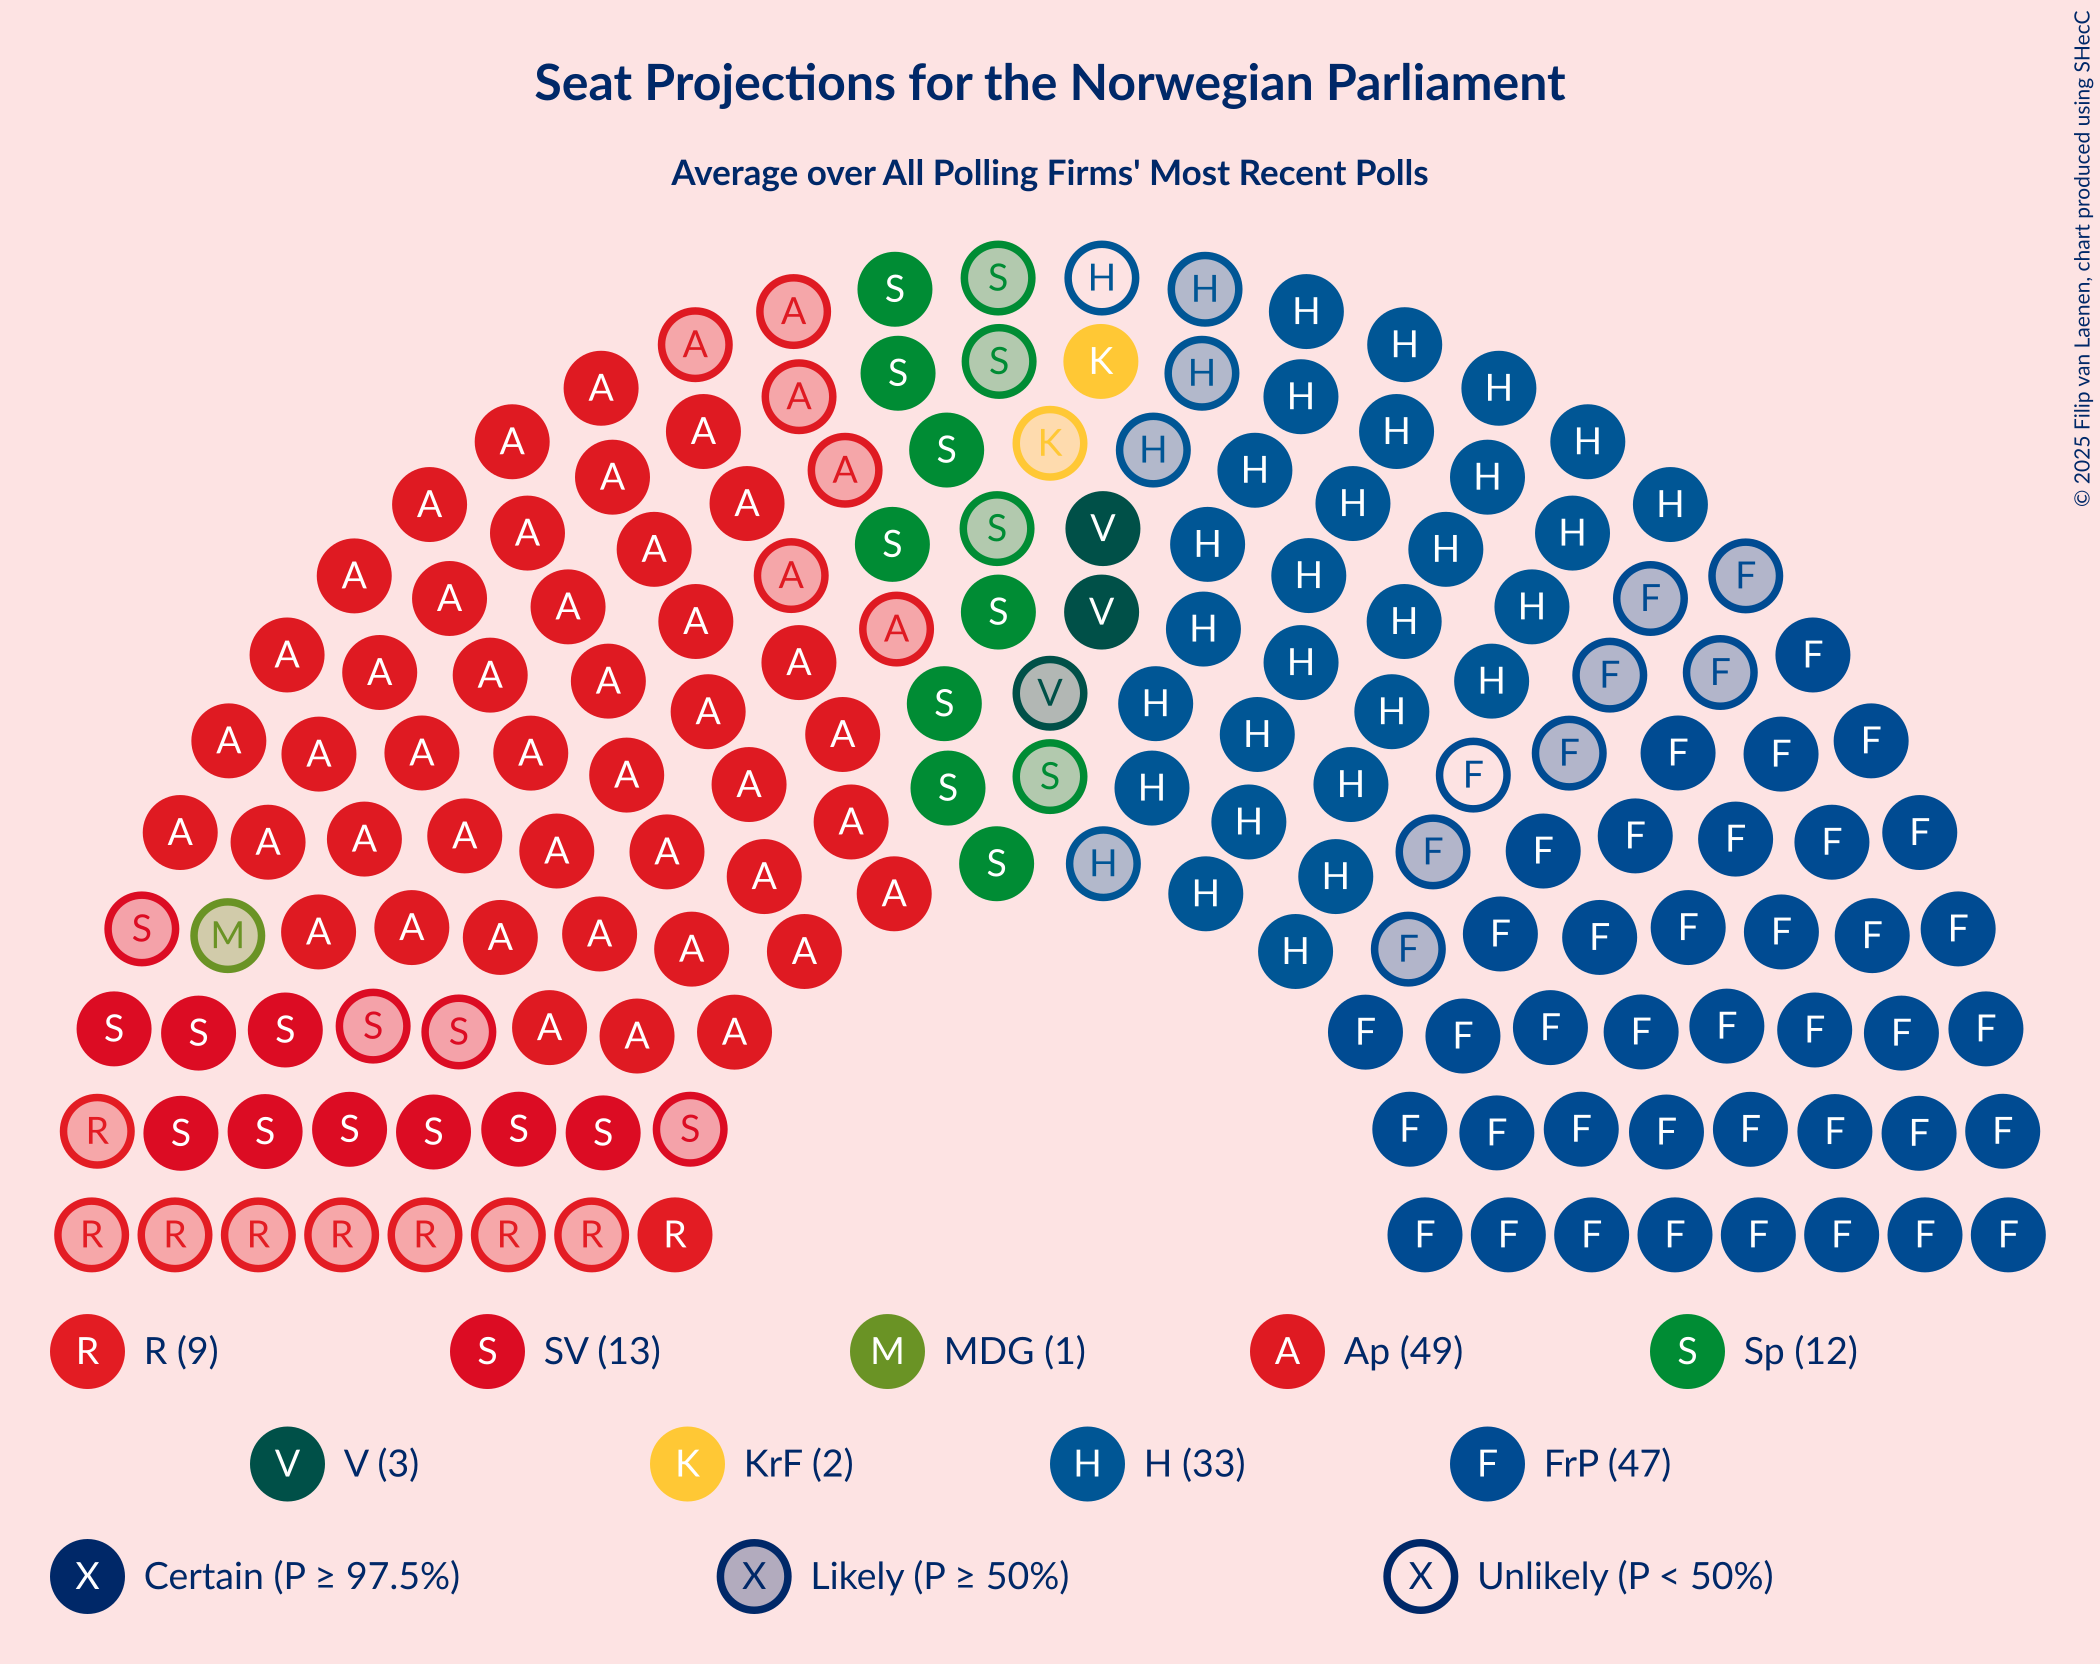 Seat Projections for the Norwegian Parliament
Average over All Polling Firms' Most Recent Polls
© 2025 Filip van Laenen, chart produced using SHecC
S S H H
A H
A H
A S S K H H
A H
A A H H
A S K H H
A H
A A H H
A S S V H H
A A H H
A A A S V H H F F
A A H H
A A A A S V H H F F F
A A H H
A A A A A A S S H H F F F F F
A A A A A A A S H H F F F F F F
S M A A A A A A H F F F F F F F
S S S S S A A A F F F F F F F F
R S S S S S S S F F F F F F F F
R R R R R R R R F F F F F F F F
R R (9) S SV (13) M MDG (1) A Ap (49) S Sp (12)
V V (3) K KrF (2) H H (33) F FrP (47)
X Certain (P ≥ 97.5%) X Likely (P ≥ 50%) X Unlikely (P < 50%)